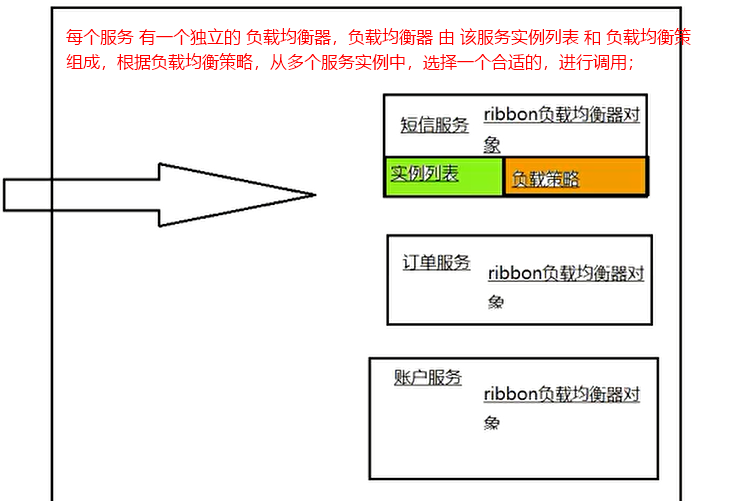 每个服务 有一个独立的 负载均衡器，负载均衡器 由 该服务实例列表 和 负载均衡策
组成，根据负载均衡策略，从多个服务实例中，选择一个合适的，进行调用；
短信服务
ribbon负载均衡器对
象
实例列表
负载策略
订单服务
ribbon负载均衡器对
象
账户服务
ribbon负载均衡器对
象